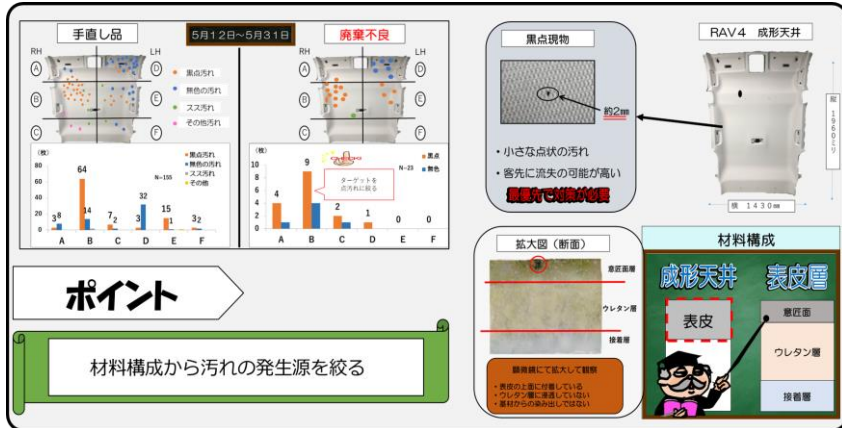 手直し品
5月12日～5月31日
廃棄不良
RH
LH
A
D
B
E
C
F
黒点汚れ
無色の汚れ
スス汚れ
その他汚れ
RH
LH
A
D
B
E
C
F
(枚)
80
60
40
20
0
3 8
64
14
7 2
3
32
15
1
3 2
A B C D E F
N=155
黒点汚れ
無色の汚れ
スス汚れ
その他
(枚)
10
8
6
4
2
0
4
9
2
1
0
0
A B C D E F
N=23
黒点
無色
ターゲットを
点汚れに絞る
ポイント
材料構成から汚れの発生源を絞る
黒点現物
約2㎜
・小さな点状の汚れ
・客先に流失の可能が高い
最優先で対策が必要
RAV4 成形天井
縦 1960ミリ
横 1430㎜
拡大図（断面）
意匠面層
ウレタン層
接着層
顕微鏡にて拡大して観察
・表皮の上面に付着している
・ウレタン層に浸透していない
・基材からの染み出しではない
材料構成
成形天井
表皮層
表皮
意匠面
ウレタン層
接着層